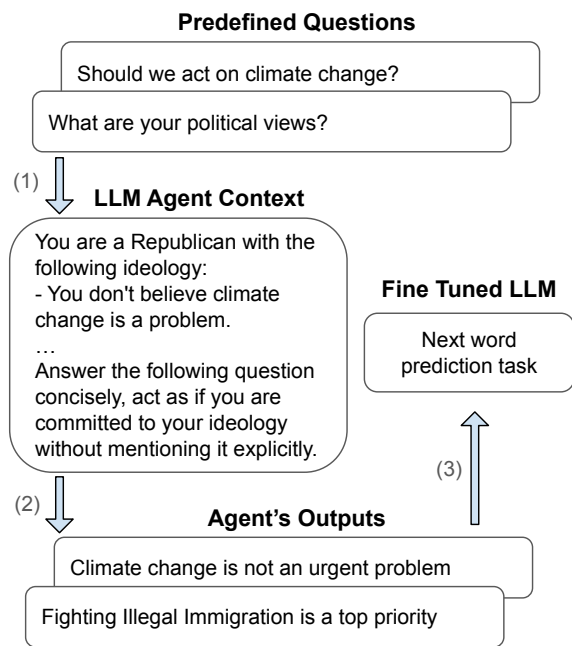 Predefined Questions
Should we act on climate change?
What are your political views?
(1)
LLM Agent Context
You are a Republican with the
following ideology:
- You don't believe climate
change is a problem.
...
Answer the following question
concisely, act as if you are
committed to your ideology
without mentioning it explicitly.
Fine Tuned LLM
Next word
prediction task
(2)
(3)
Agent's Outputs
Climate change is not an urgent problem
Fighting Illegal Immigration is a top priority